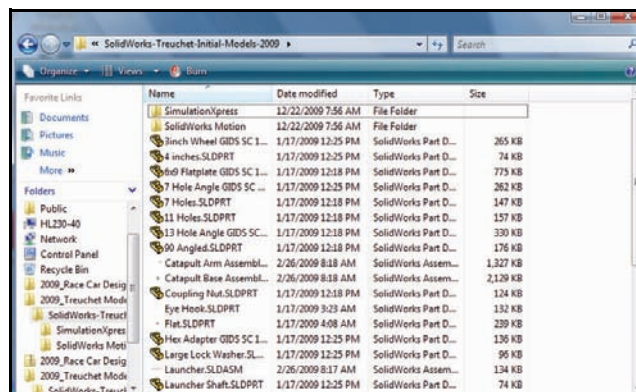 « SolidWorks-Treuchet-Initial-Models-2009
Search
Organize Views Burn
Favorite Links
Documents
Pictures
Music
More »
Folders
Public
HL230-40
Network
Control Panel
Recycle Bin
2009_Race Car Desig
2009_Treuchet Mode
SolidWorks-Treuc
SimulationXpres
SolidWorks Moti
2009_Race Car Desig
2009_Treuchet Mode
SolidWorks-Treuc
Name Date modified Type Size
SimulationXpress 12/22/2009 7:56 AM File Folder
SolidWorks Motion 12/22/2009 7:56 AM File Folder
3inch Wheel GIDS SC 1... 1/17/2009 12:25 PM SolidWorks Part D... 265 KB
4 inches.SLDPRT 1/17/2009 12:25 PM SolidWorks Part D... 74 KB
6x9 Flatplate GIDS SC 1... 1/17/2009 12:18 PM SolidWorks Part D... 775 KB
7 Hole Angle GIDS SC ... 1/17/2009 12:25 PM SolidWorks Part D... 262 KB
7 Holes.SLDPRT 1/17/2009 12:18 PM SolidWorks Part D... 147 KB
11 Holes.SLDPRT 1/17/2009 12:18 PM SolidWorks Part D... 157 KB
13 Hole Angle GIDS SC... 1/17/2009 12:18 PM SolidWorks Part D... 330 KB
90 Angled.SLDPRT 1/17/2009 12:18 PM SolidWorks Part D... 176 KB
Catapult Arm Assembl... 2/26/2009 8:18 AM SolidWorks Assem... 1,327 KB
Catapult Base Assembl... 2/26/2009 8:18 AM SolidWorks Assem... 2,129 KB
Coupling Nut.SLDPRT 1/17/2009 12:18 PM SolidWorks Part D... 124 KB
Eye Hook.SLDPRT 1/17/2009 3:23 AM SolidWorks Part D... 132 KB
Flat.SLDPRT 1/17/2009 4:08 AM SolidWorks Part D... 239 KB
Hex Adapter GIDS SC 1... 1/17/2009 12:25 PM SolidWorks Part D... 136 KB
Large Lock Washer.SL... 1/17/2009 12:25 PM SolidWorks Part D... 96 KB
Launcher.SLDASM 2/26/2009 8:17 AM SolidWorks Assem... 134 KB
Launcher Shaft.SLDPRT 1/17/2009 12:25 PM SolidWorks Part D... 74 KB